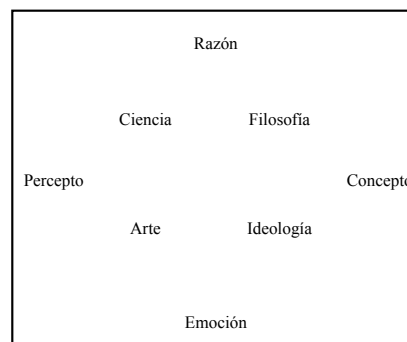 Razón
Ciencia Filosofía
Percepto Concepto
Arte Ideología
Emoción